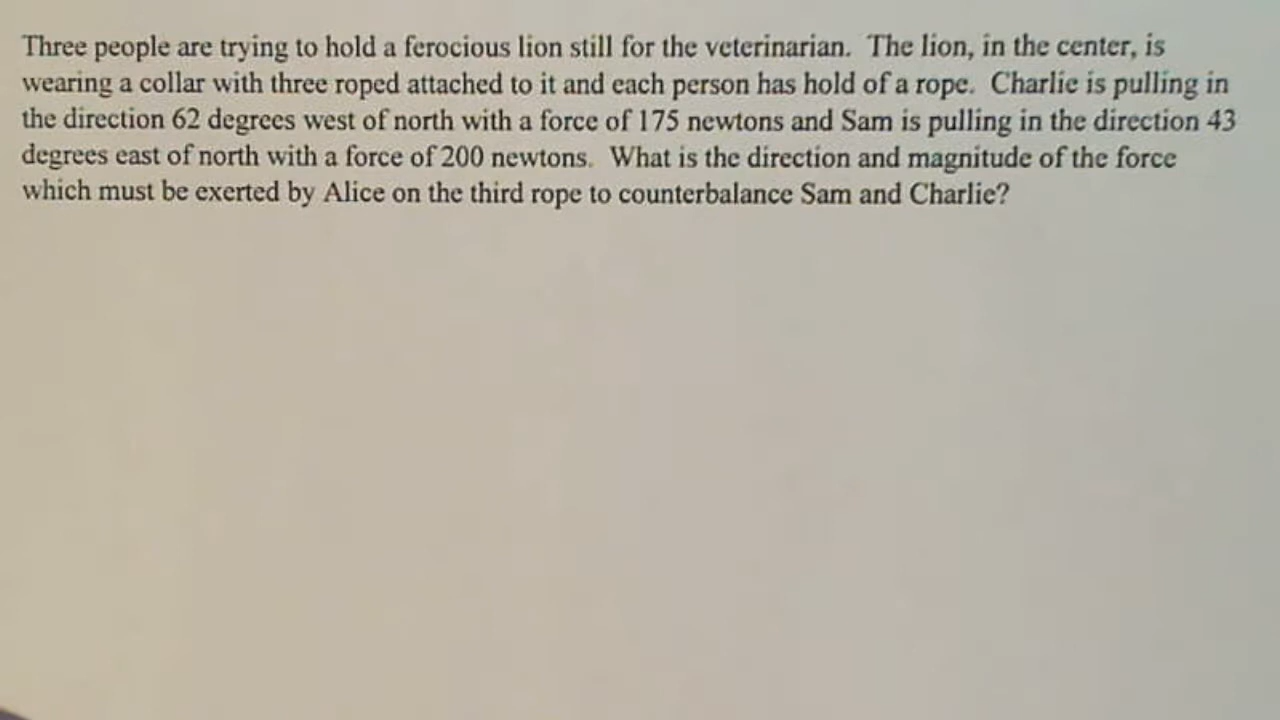 Three people are trying to hold a ferocious lion still for the veterinarian. The lion, in the center, is
wearing a collar with three roped attached to it and each person has hold of a rope. Charlie is pulling in
the direction 62 degrees west of north with a force of 175 newtons and Sam is pulling in the direction 43
degrees east of north with a force of 200 newtons. What is the direction and magnitude of the force
which must be exerted by Alice on the third rope to counterbalance Sam and Charlie?